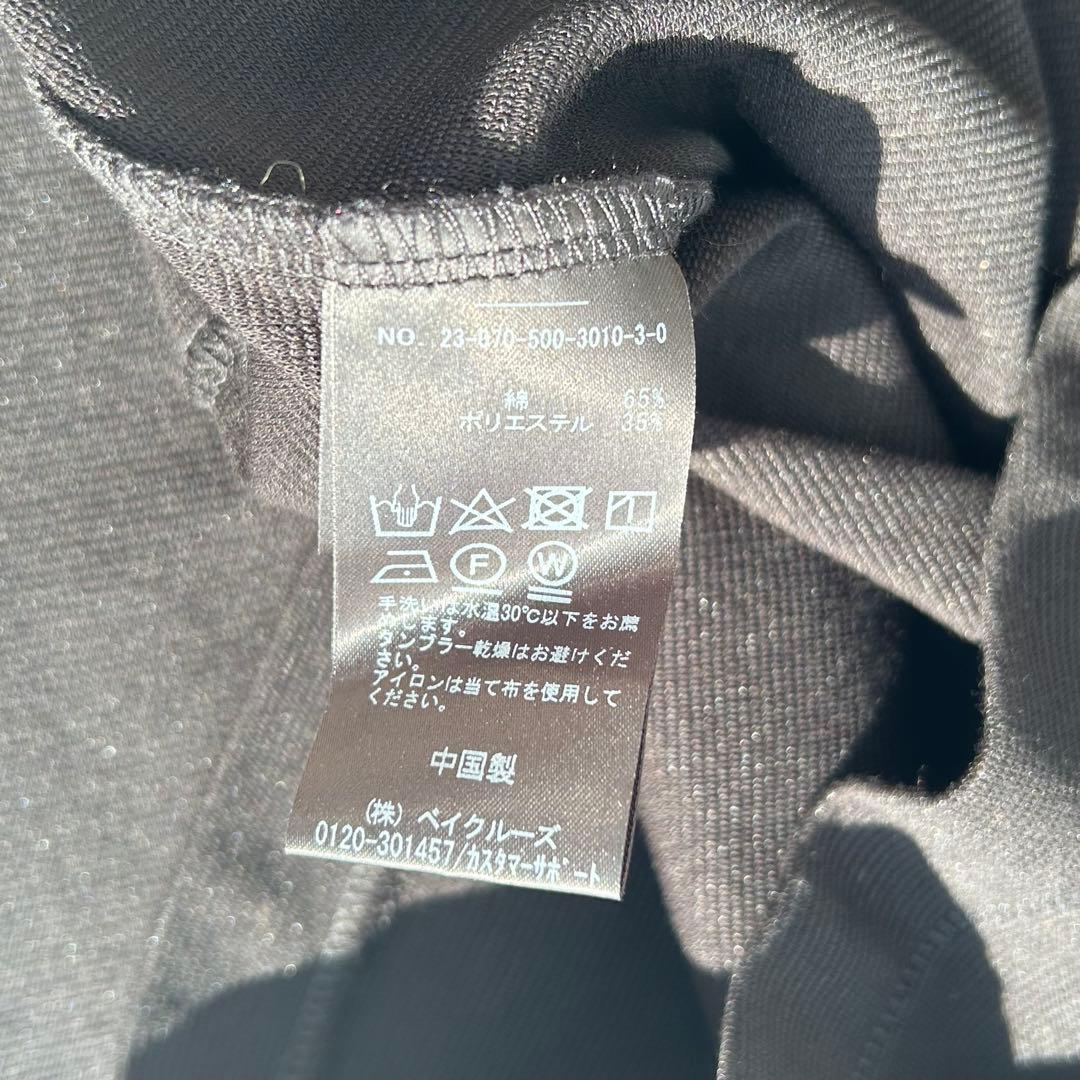 NO. 23-070-500-3010-3-0
綿 65%
ポリエステル 35%
F W
手洗いは水温30℃以下をお薦
めします。
タンブラー乾燥はお避けくだ
さい。
アイロンは当て布を使用して
ください。
中国製
(株) ベイクルーズ
0120-301457/カスタマーサポート